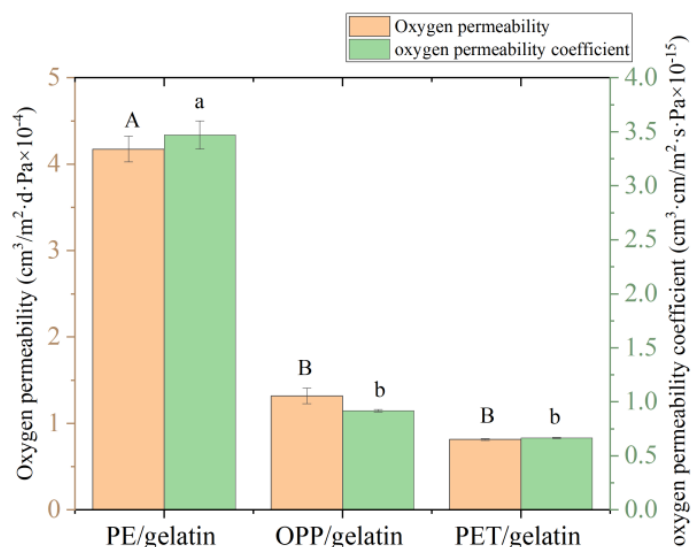 Oxygen permeability
oxygen permeability coefficient
Oxygen permeability (cm³/m²·d·Pa×10⁻⁴)
5
4
3
2
1
0
A
a
B
b
B
b
4.0
3.5
3.0
2.5
2.0
1.5
1.0
0.5
0.0
oxygen permeability coefficient (cm³·cm/m²·s·Pa×10⁻¹⁵)
PE/gelatin
OPP/gelatin
PET/gelatin